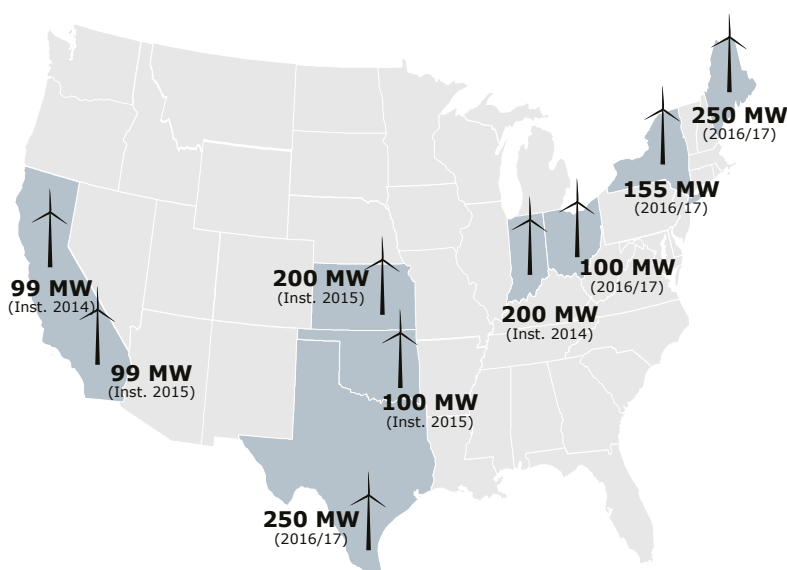 250 MW
(2016/17)
155 MW
(2016/17)
100 MW
(2016/17)
200 MW
(Inst. 2015)
99 MW
(Inst. 2014)
200 MW
(Inst. 2014)
99 MW
(Inst. 2015)
100 MW
(Inst. 2015)
250 MW
(2016/17)